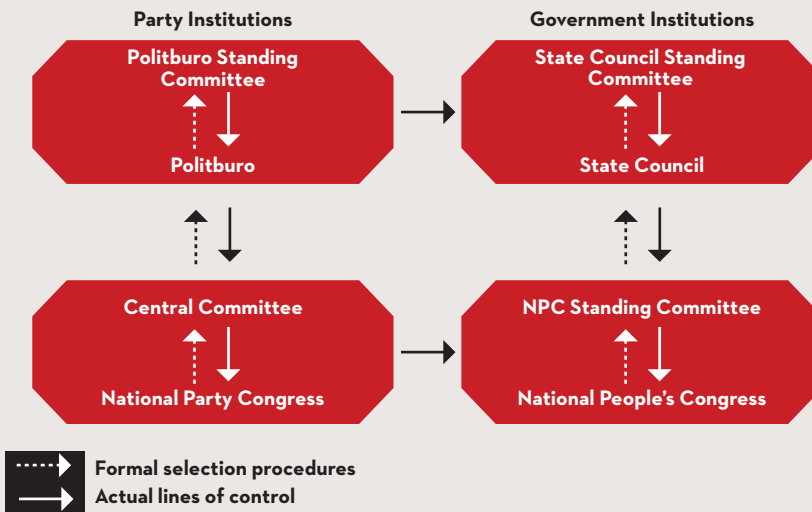 Party Institutions
Government Institutions
Politburo Standing
Committee
Politburo
State Council Standing
Committee
State Council
Central Committee
National Party Congress
NPC Standing Committee
National People's Congress
Formal selection procedures
Actual lines of control